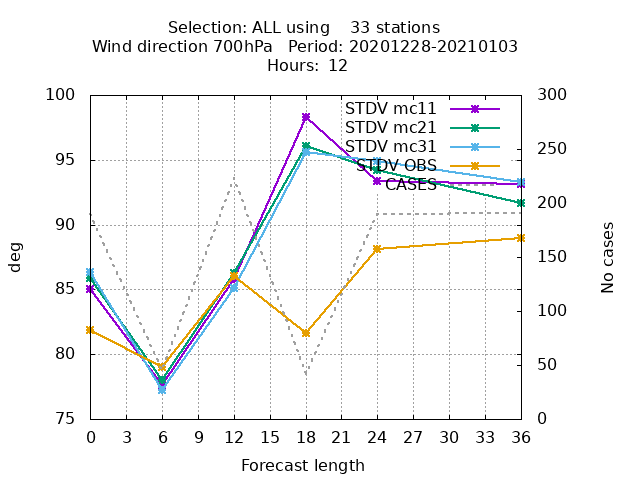 Selection: ALL using    33 stations
Wind direction 700hPa   Period: 20201228-20210103
Hours:  12
100
95
90
85
80
75
300
250
200
150
100
50
0
deg
No cases
STDV mc11
STDV mc21
STDV mc31
STDV OBS
CASES
0 3 6 9 12 15 18 21 24 27 30 33 36
Forecast length